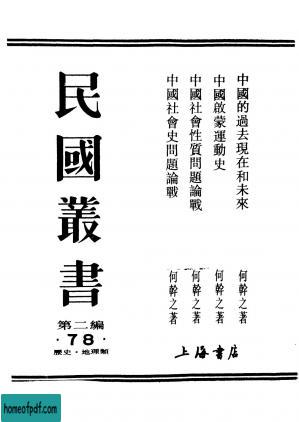 中國的過去現在和未來 何幹之著
中國啟蒙運動史 何幹之著
中國社會性質問題論戰 何幹之著
中國社會史問題論戰 何幹之著
民國叢書
第二編
·78·
歷史·地理類
上海書店
homeofpdf.com
homeofpdf.com